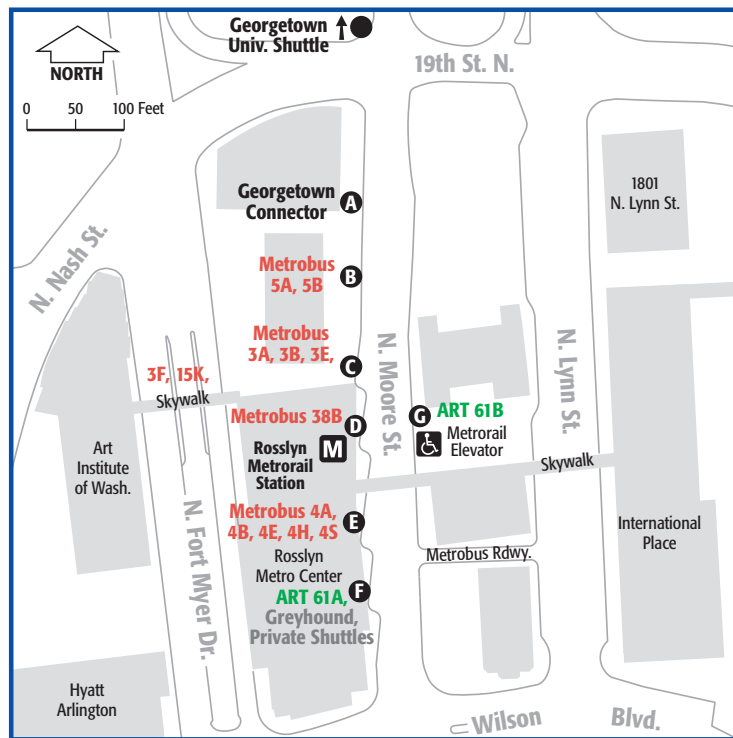 Georgetown
Univ. Shuttle
19th St. N.
NORTH
0 50 100 Feet
1801
N. Lynn St.
Georgetown
Connector
A
N. Nash St.
Metrobus
5A, 5B
B
Metrobus
3A, 3B, 3E,
C
N. Moore St.
N. Lynn St.
3F, 15K,
Skywalk
Metrobus 38B
D
G
ART 61B
Metrorail
Elevator
Rosslyn
Metrorail
Station
M
Art
Institute
of Wash.
Skywalk
N. Fort Myer Dr.
Metrobus 4A,
4B, 4E, 4H, 4S
E
International
Place
Rosslyn
Metro Center
Metrobus Rdwy.
ART 61A,
F
Greyhound,
Private Shuttles
Hyatt
Arlington
Wilson Blvd.